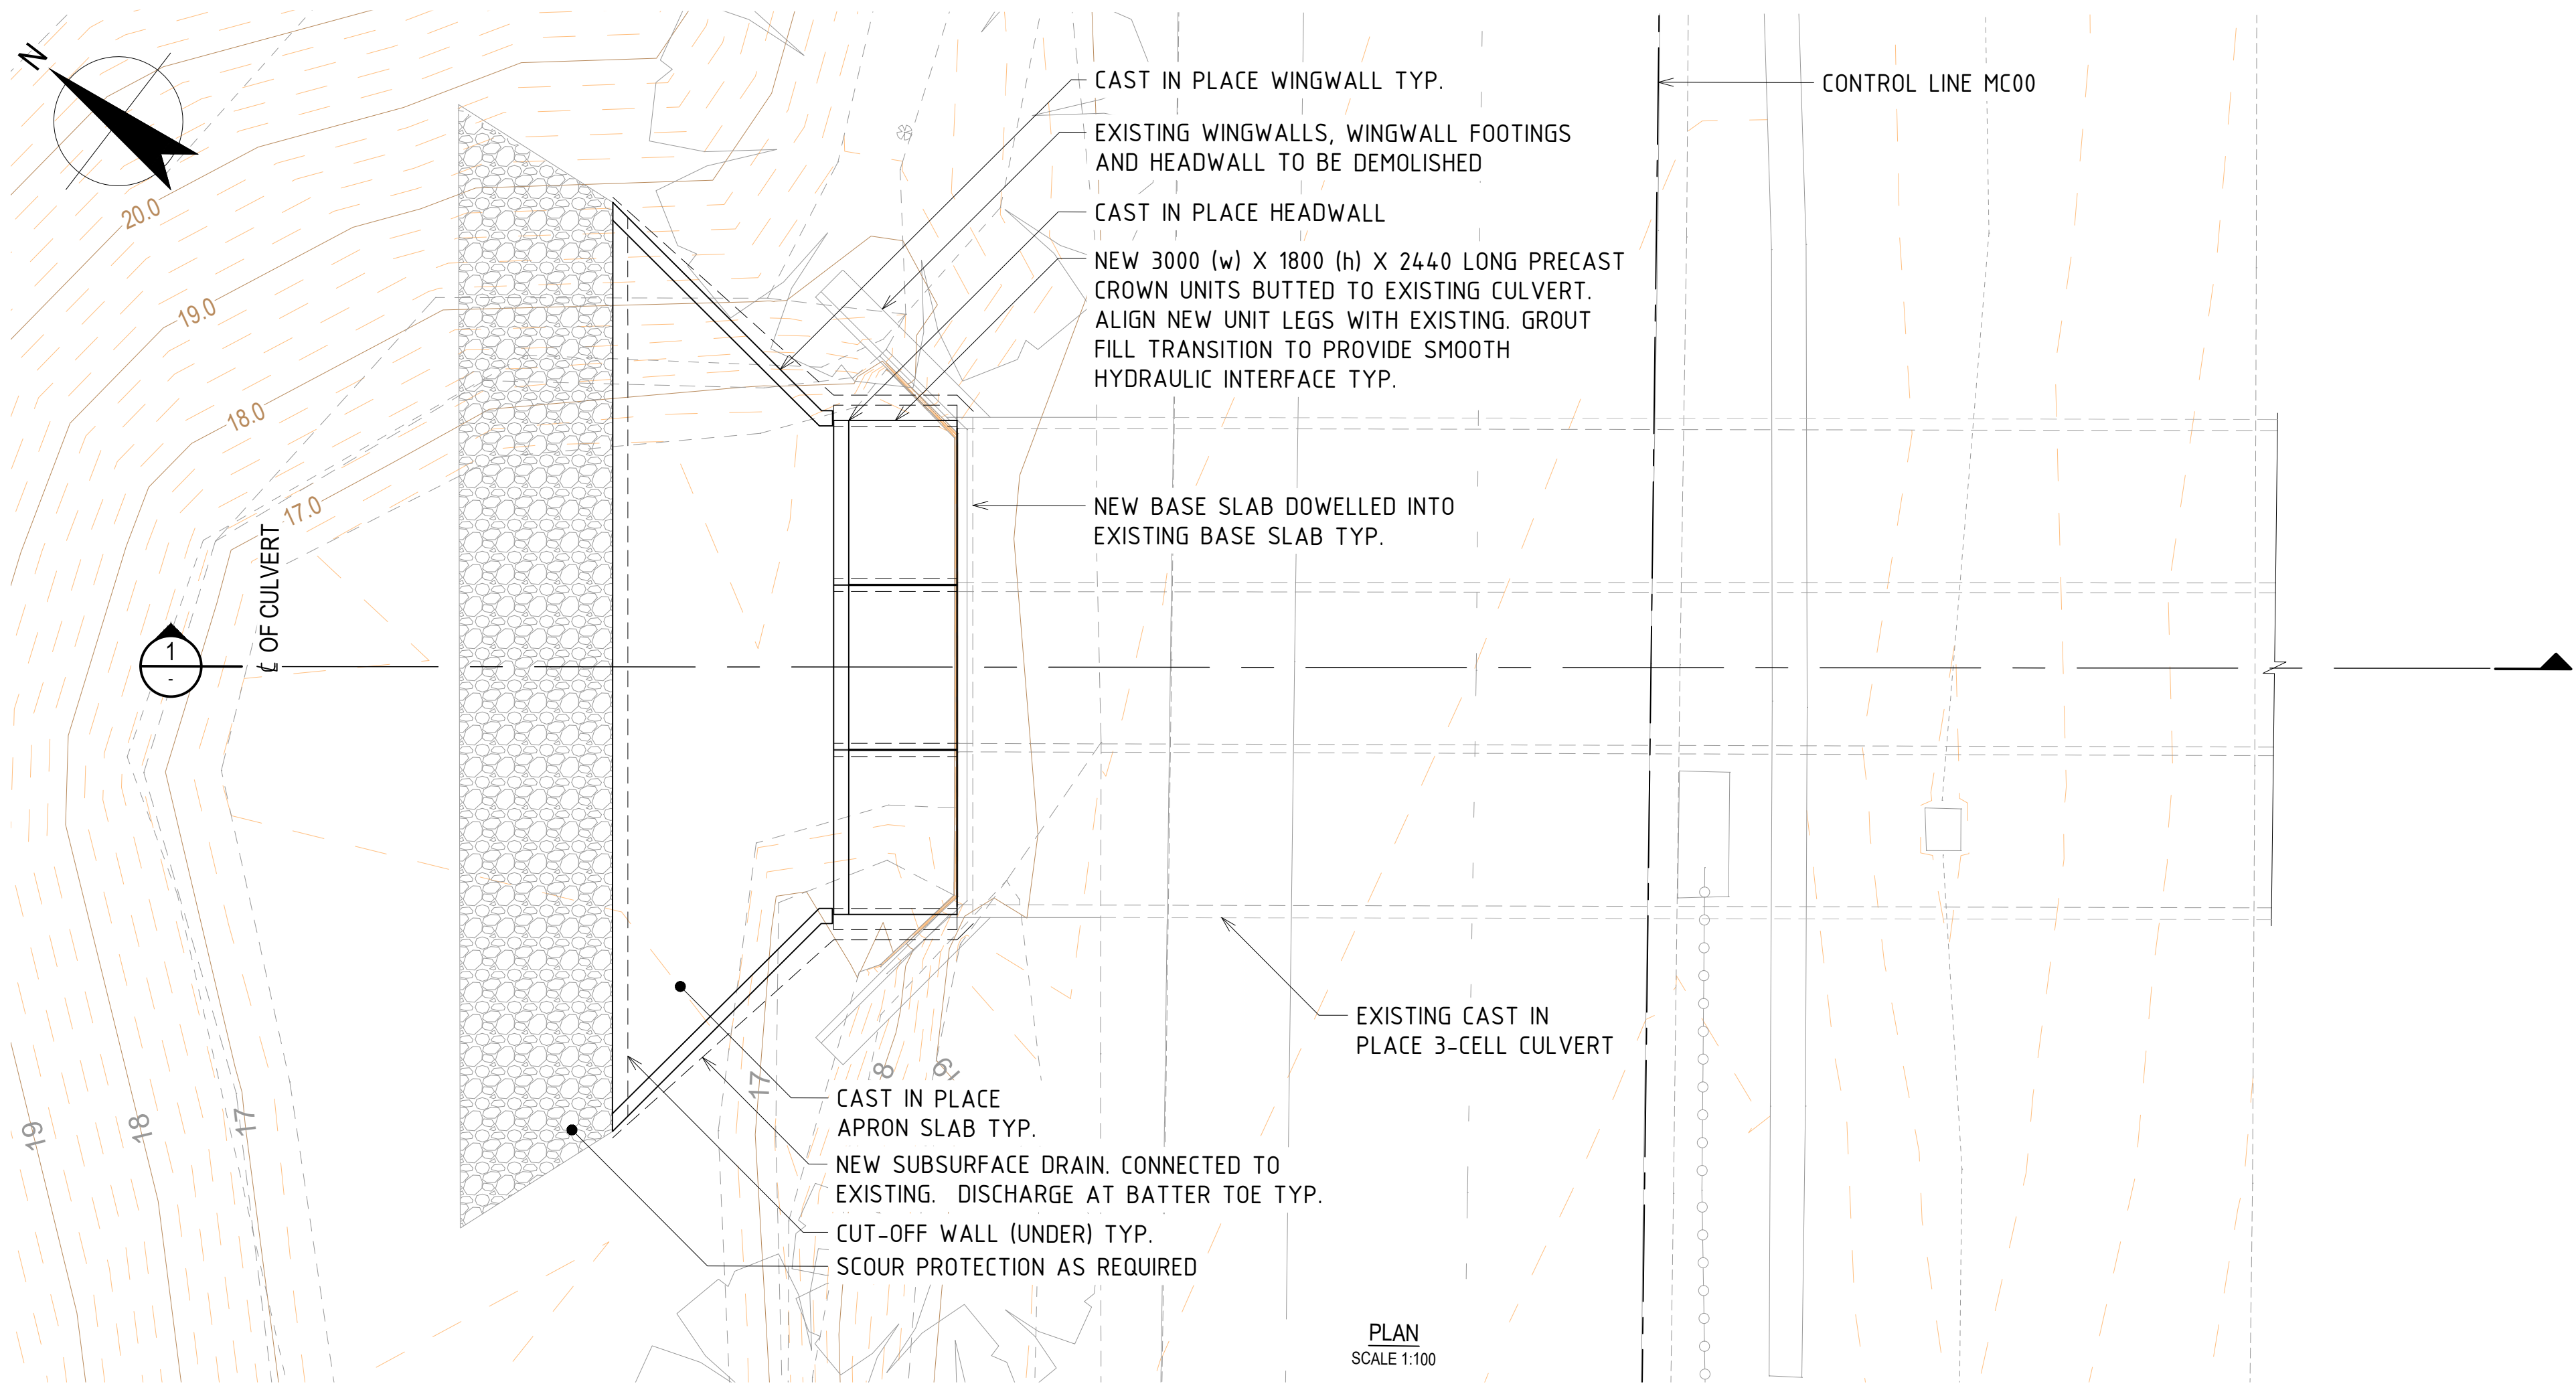 N
CAST IN PLACE WINGWALL TYP.
CONTROL LINE MC00
EXISTING WINGWALLS, WINGWALL FOOTINGS
AND HEADWALL TO BE DEMOLISHED
CAST IN PLACE HEADWALL
NEW 3000 (w) X 1800 (h) X 2440 LONG PRECAST
CROWN UNITS BUTTED TO EXISTING CULVERT.
ALIGN NEW UNIT LEGS WITH EXISTING. GROUT
FILL TRANSITION TO PROVIDE SMOOTH
HYDRAULIC INTERFACE TYP.
20.0
19.0
18.0
17.0
NEW BASE SLAB DOWELLED INTO
EXISTING BASE SLAB TYP.
℄ OF CULVERT
1
-
EXISTING CAST IN
PLACE 3-CELL CULVERT
19
18
17
17
8
19
CAST IN PLACE
APRON SLAB TYP.
NEW SUBSURFACE DRAIN. CONNECTED TO
EXISTING. DISCHARGE AT BATTER TOE TYP.
CUT-OFF WALL (UNDER) TYP.
SCOUR PROTECTION AS REQUIRED
PLAN
SCALE 1:100